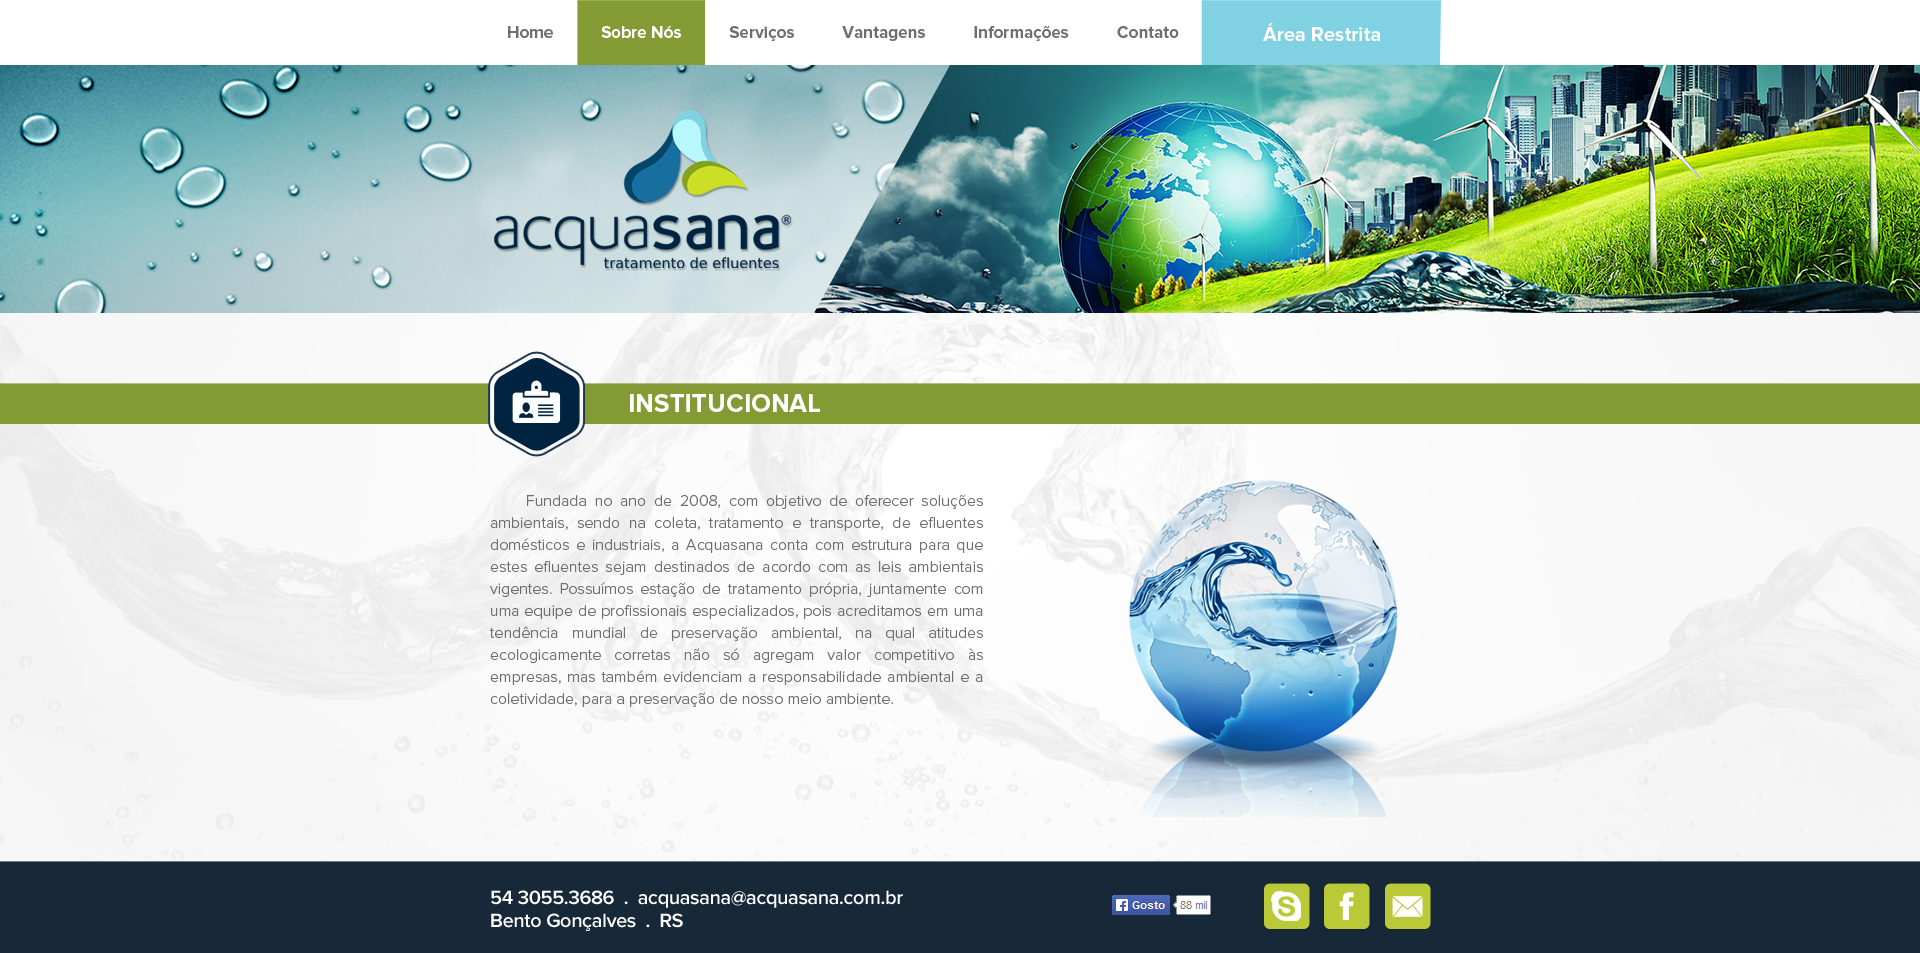 Home Sobre Nós Serviços Vantagens Informações Contato Área Restrita
acquasana®
tratamento de efluentes
INSTITUCIONAL
Fundada no ano de 2008, com objetivo de oferecer soluções
ambientais, sendo na coleta, tratamento e transporte, de efluentes
domésticos e industriais, a Acquasana conta com estrutura para que
estes efluentes sejam destinados de acordo com as leis ambientais
vigentes. Possuímos estação de tratamento própria, juntamente com
uma equipe de profissionais especializados, pois acreditamos em uma
tendência mundial de preservação ambiental, na qual atitudes
ecologicamente corretas não só agregam valor competitivo às
empresas, mas também evidenciam a responsabilidade ambiental e a
coletividade, para a preservação de nosso meio ambiente.
54 3055.3686 . acquasana@acquasana.com.br
Bento Gonçalves . RS
Gosto 88 mil